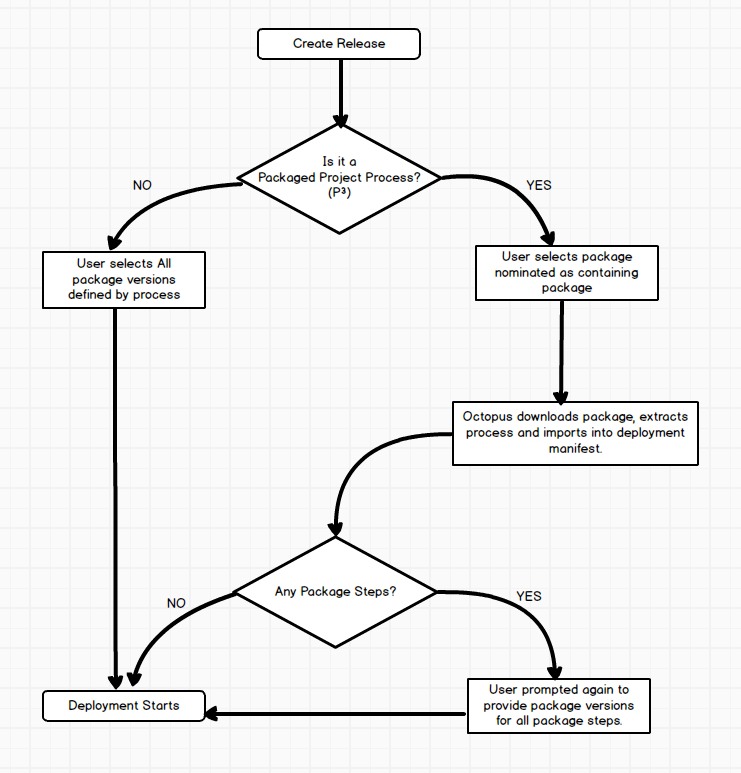 Create Release
Is it a
Packaged Project Process?
(P³)
NO
YES
User selects All
package versions
defined by process
User selects package
nominated as containing
package
Octopus downloads package, extracts
process and imports into deployment
manifest.
Any Package Steps?
NO
YES
Deployment Starts
User prompted again to
provide package versions
for all package steps.